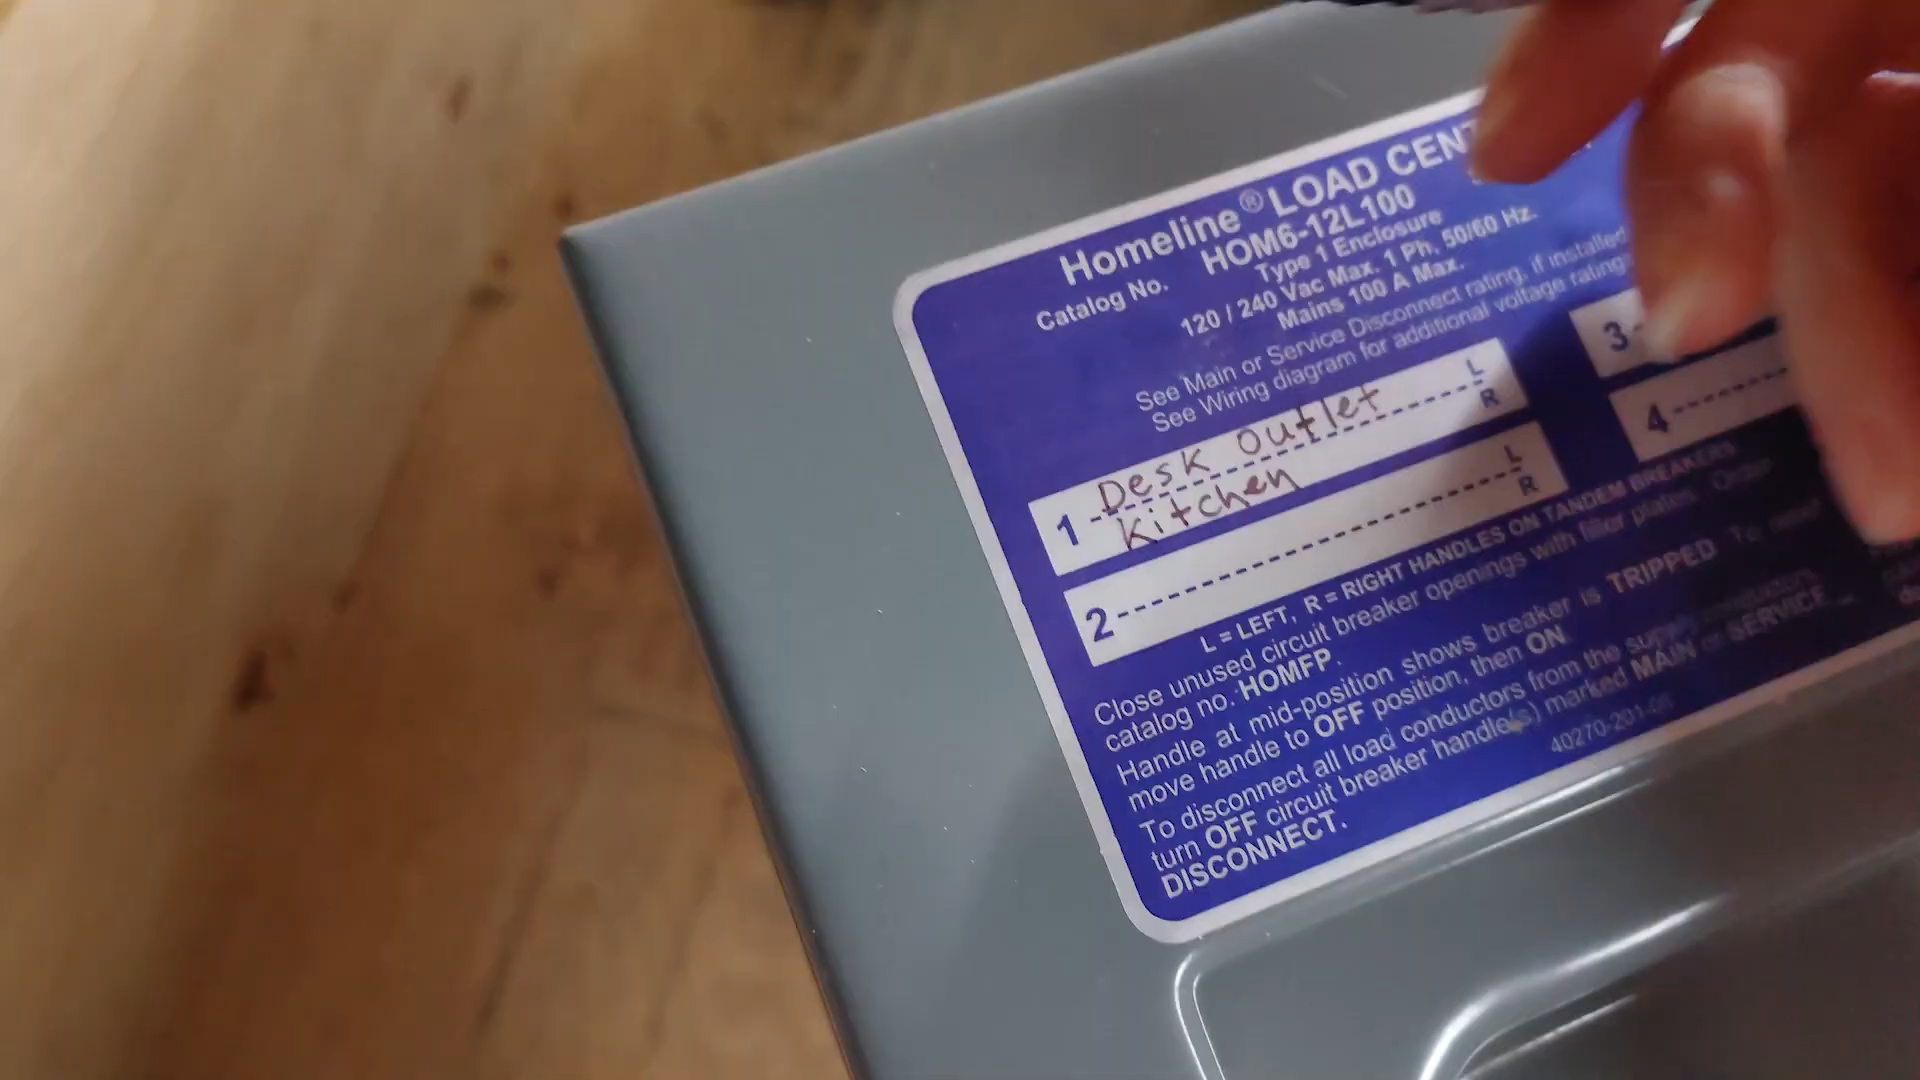 Homeline® LOAD CENT
Catalog No. HOM6-12L100
Type 1 Enclosure
120 / 240 Vac Max. 1 Ph, 50/60 Hz.
Mains 100 A Max.
See Main or Service Disconnect rating, if installed
See Wiring diagram for additional voltage rating
1 Desk outlet L
Kitchen R
2 L
R
3
4
L = LEFT, R = RIGHT HANDLES ON TANDEM BREAKERS
Close unused circuit breaker openings with filler plates. Order
catalog no. HOMFP.
Handle at mid-position shows breaker is TRIPPED To reset
move handle to OFF position, then ON.
To disconnect all load conductors from the supply conductors,
turn OFF circuit breaker handle(s) marked MAIN or SERVICE
DISCONNECT.
40270-201-